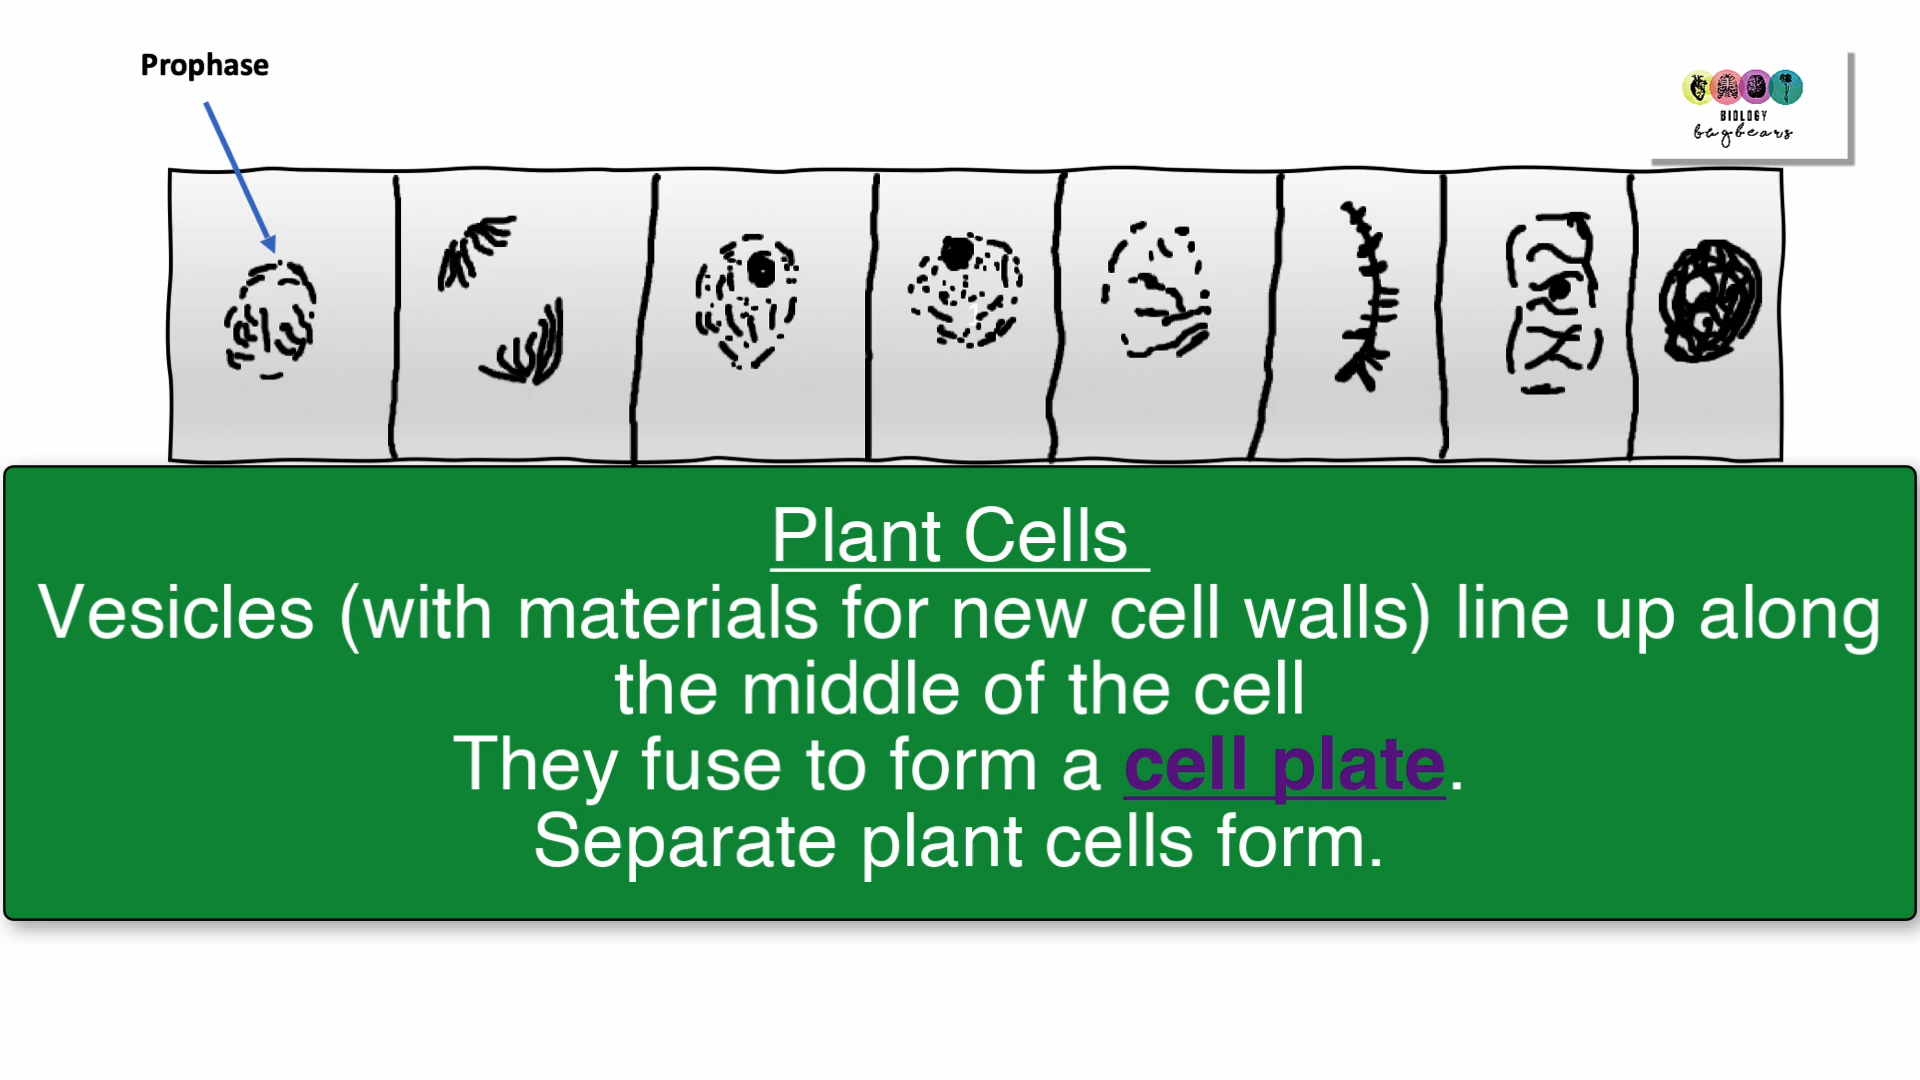 Prophase
BIOLOGY
bugbears
Plant Cells
Vesicles (with materials for new cell walls) line up along
the middle of the cell
They fuse to form a cell plate.
Separate plant cells form.